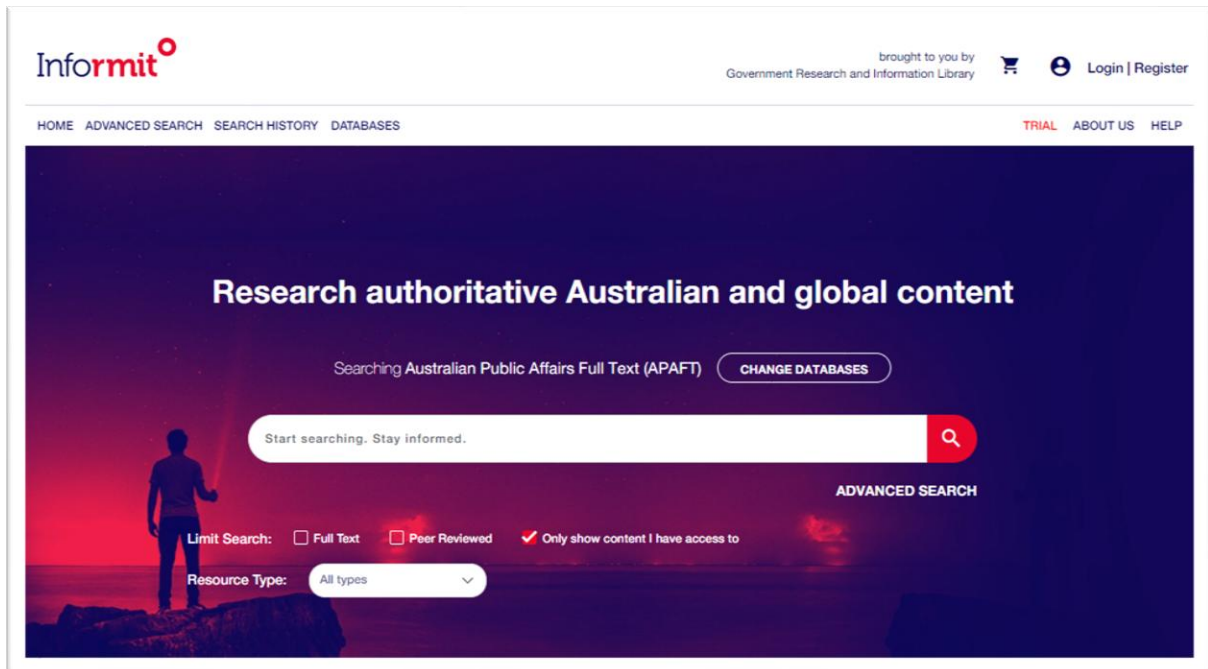 Informit
brought to you by
Government Research and Information Library
Login | Register
HOME ADVANCED SEARCH SEARCH HISTORY DATABASES
TRIAL ABOUT US HELP
Research authoritative Australian and global content
Searching Australian Public Affairs Full Text (APAFT) CHANGE DATABASES
Start searching. Stay informed.
ADVANCED SEARCH
Limit Search: Full Text Peer Reviewed Only show content I have access to
Resource Type: All types